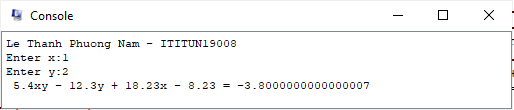 Console
Le Thanh Phuong Nam - ITITUN19008
Enter x:1
Enter y:2
5.4xy - 12.3y + 18.23x - 8.23 = -3.8000000000000007